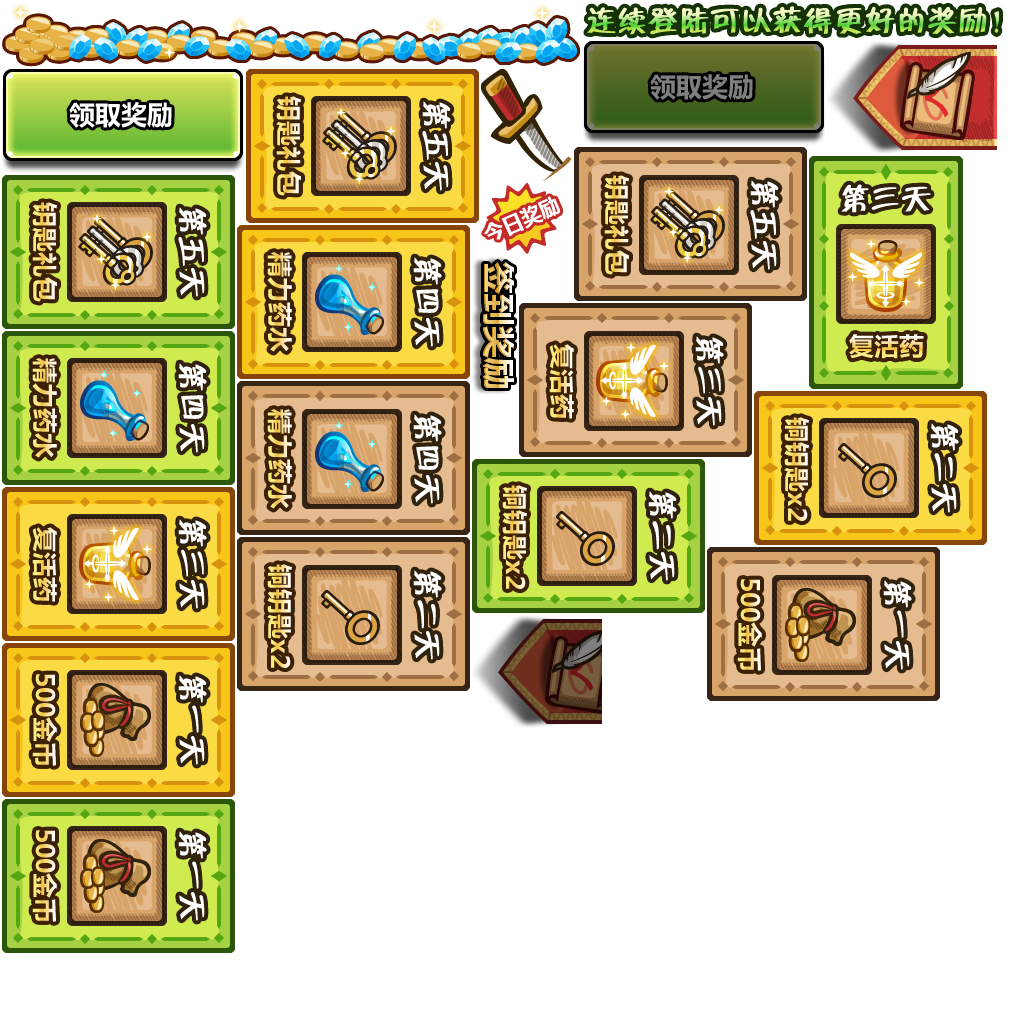 连续登陆可以获得更好的奖励！
领取奖励
领取奖励
第五天
钥匙礼包
第五天
钥匙礼包
第五天
钥匙礼包
今日奖励
签到奖励
第三天
复活药
第四天
精力药水
第四天
精力药水
第三天
复活药
第四天
精力药水
第二天
铜钥匙x2
第三天
复活药
第二天
铜钥匙x2
第二天
铜钥匙x2
第一天
500金币
第一天
500金币
第一天
500金币